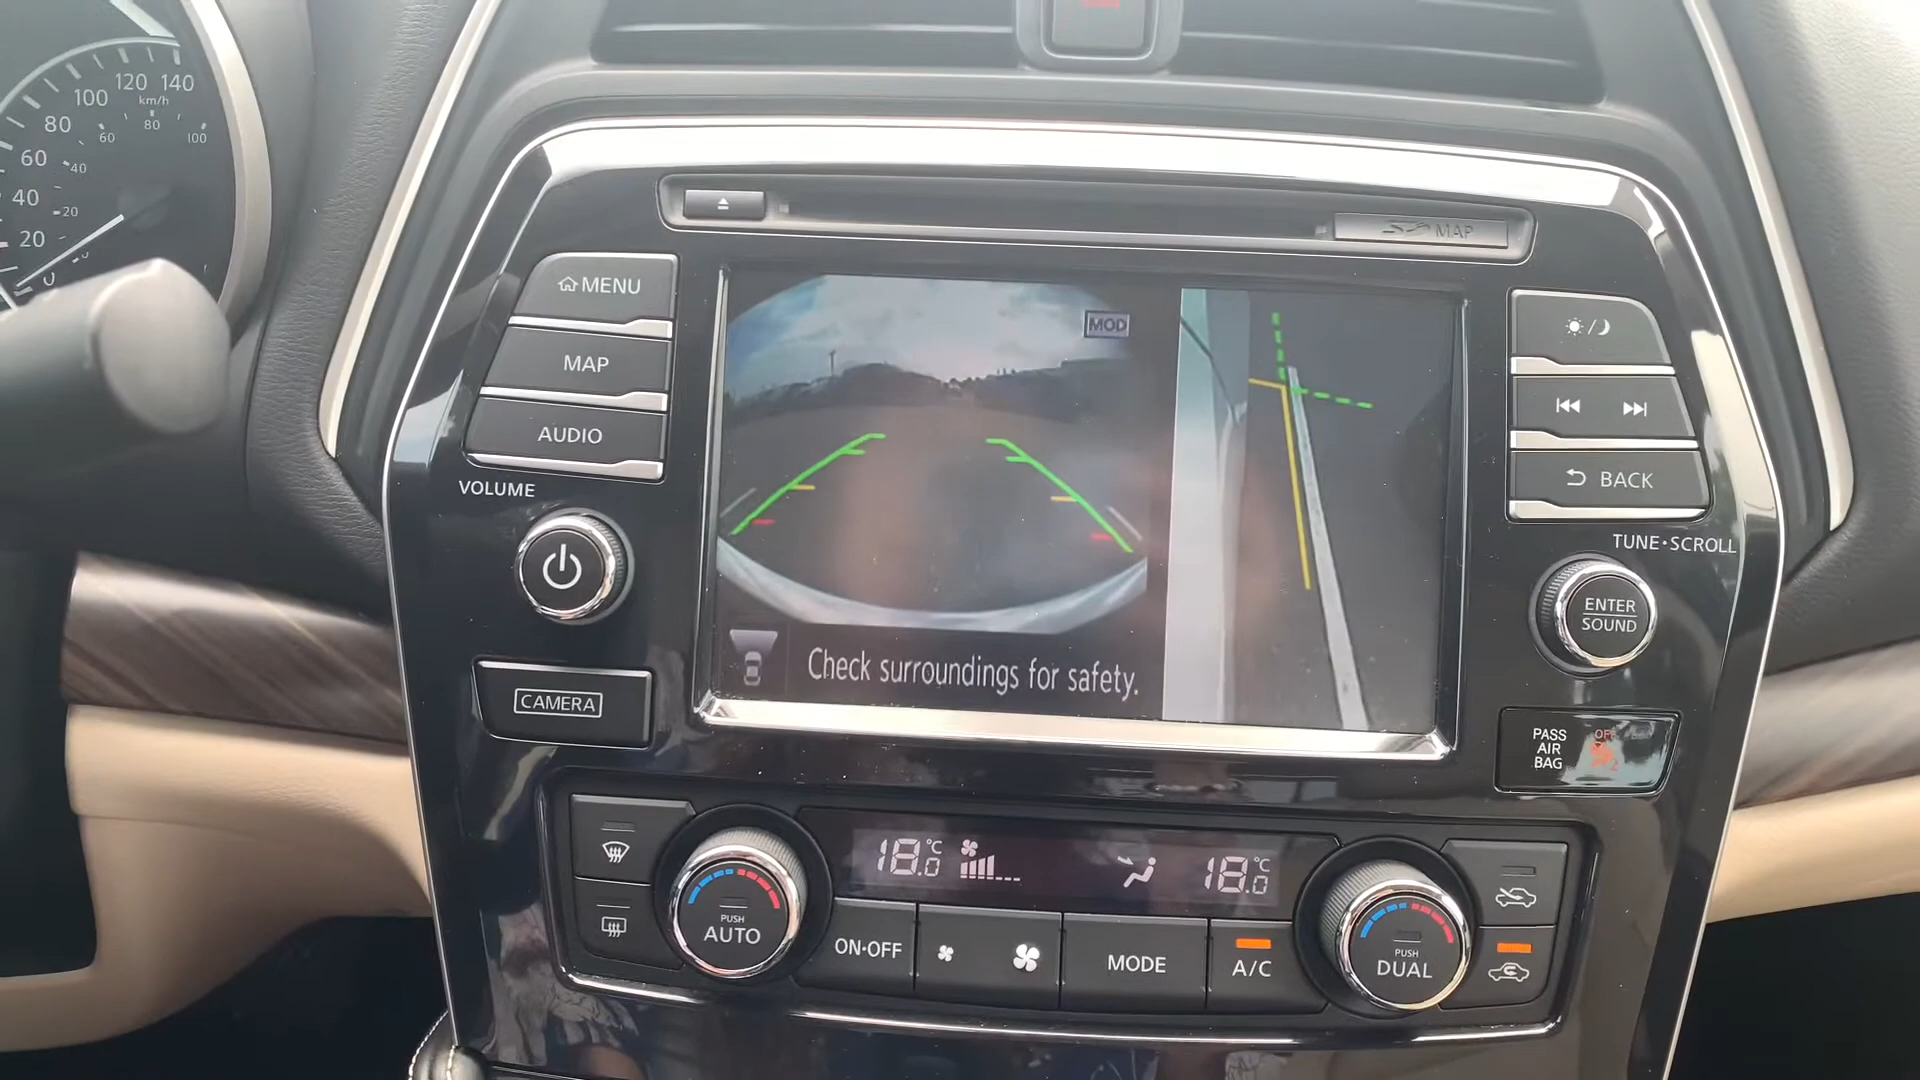 120 140
100 km/h
80 60 80 100
60 40
40 20
20 0
MAP
MENU
MAP
AUDIO
VOLUME
CAMERA
MOD
Check surroundings for safety.
BACK
TUNE•SCROLL
ENTER
SOUND
PASS
AIR
BAG
OFF
18.0°C
18.0°C
PUSH
AUTO
ON•OFF
MODE
A/C
PUSH
DUAL